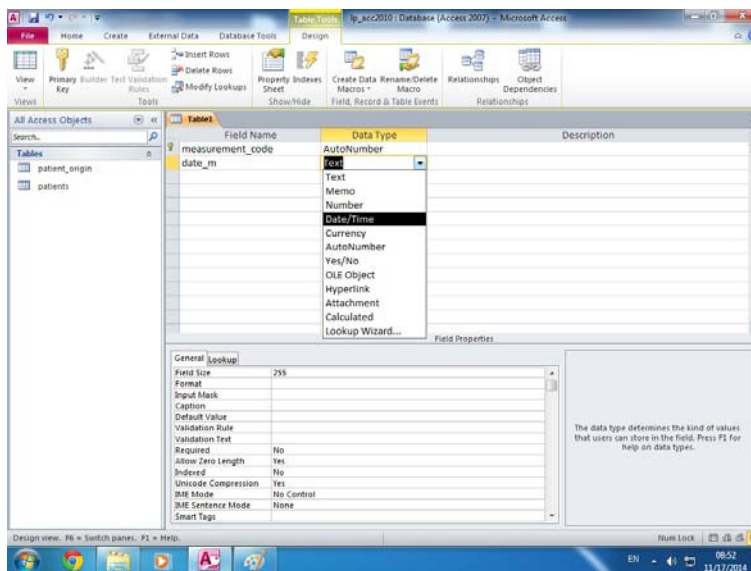 Table Tools
lp_acc2010 : Database (Access 2007) - Microsoft Access
File Home Create External Data Database Tools Design
View
Primary Key
Builder
Test Validation Rules
Insert Rows
Delete Rows
Modify Lookups
Property Sheet
Indexes
Create Data Macros
Rename/Delete Macro
Relationships
Object Dependencies
Views Tools Show/Hide Field, Record & Table Events Relationships
All Access Objects
Search..
Tables
patient_origin
patients
Table1
Field Name Data Type Description
measurement_code AutoNumber
date_m Text
Text
Memo
Number
Date/Time
Currency
AutoNumber
Yes/No
OLE Object
Hyperlink
Attachment
Calculated
Lookup Wizard...
Field Properties
General Lookup
Field Size 255
Format
Input Mask
Caption
Default Value
Validation Rule
Validation Text
Required No
Allow Zero Length Yes
Indexed No
Unicode Compression Yes
IME Mode No Control
IME Sentence Mode None
Smart Tags
The data type determines the kind of values
that users can store in the field. Press F1 for
help on data types.
Design view. F6 = Switch panes. F1 = Help.
Num Lock
EN
08:52
11/17/2014